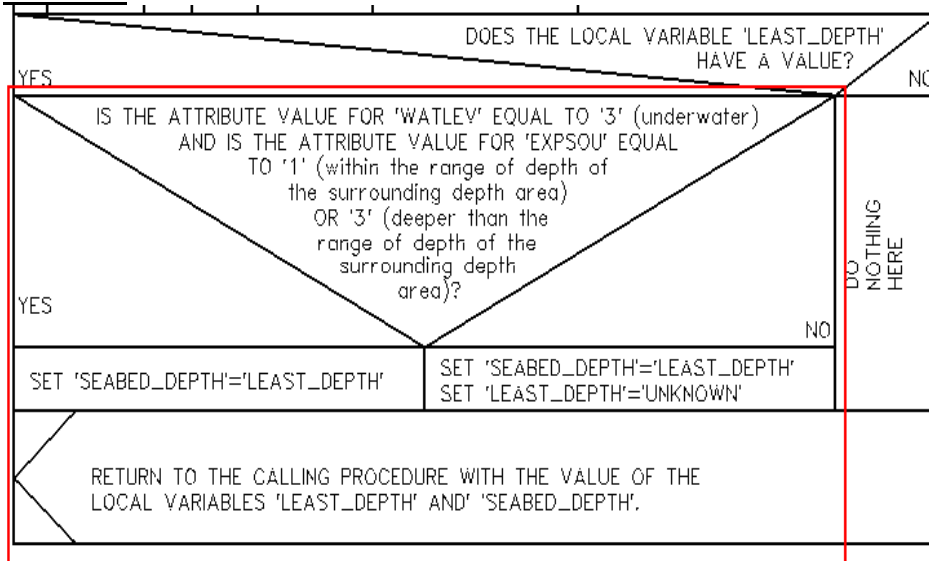 DOES THE LOCAL VARIABLE 'LEAST_DEPTH'
HAVE A VALUE?
YES
NO
IS THE ATTRIBUTE VALUE FOR 'WATLEV' EQUAL TO '3' (underwater)
AND IS THE ATTRIBUTE VALUE FOR 'EXPSOU' EQUAL
TO '1' (within the range of depth of
the surrounding depth area)
OR '3' (deeper than the
range of depth of the
surrounding depth
area)?
YES
NO
DO
NOTHING
HERE
SET 'SEABED_DEPTH'='LEAST_DEPTH'
SET 'SEABED_DEPTH'='LEAST_DEPTH'
SET 'LEAST_DEPTH'='UNKNOWN'
RETURN TO THE CALLING PROCEDURE WITH THE VALUE OF THE
LOCAL VARIABLES 'LEAST_DEPTH' AND' 'SEABED_DEPTH'.